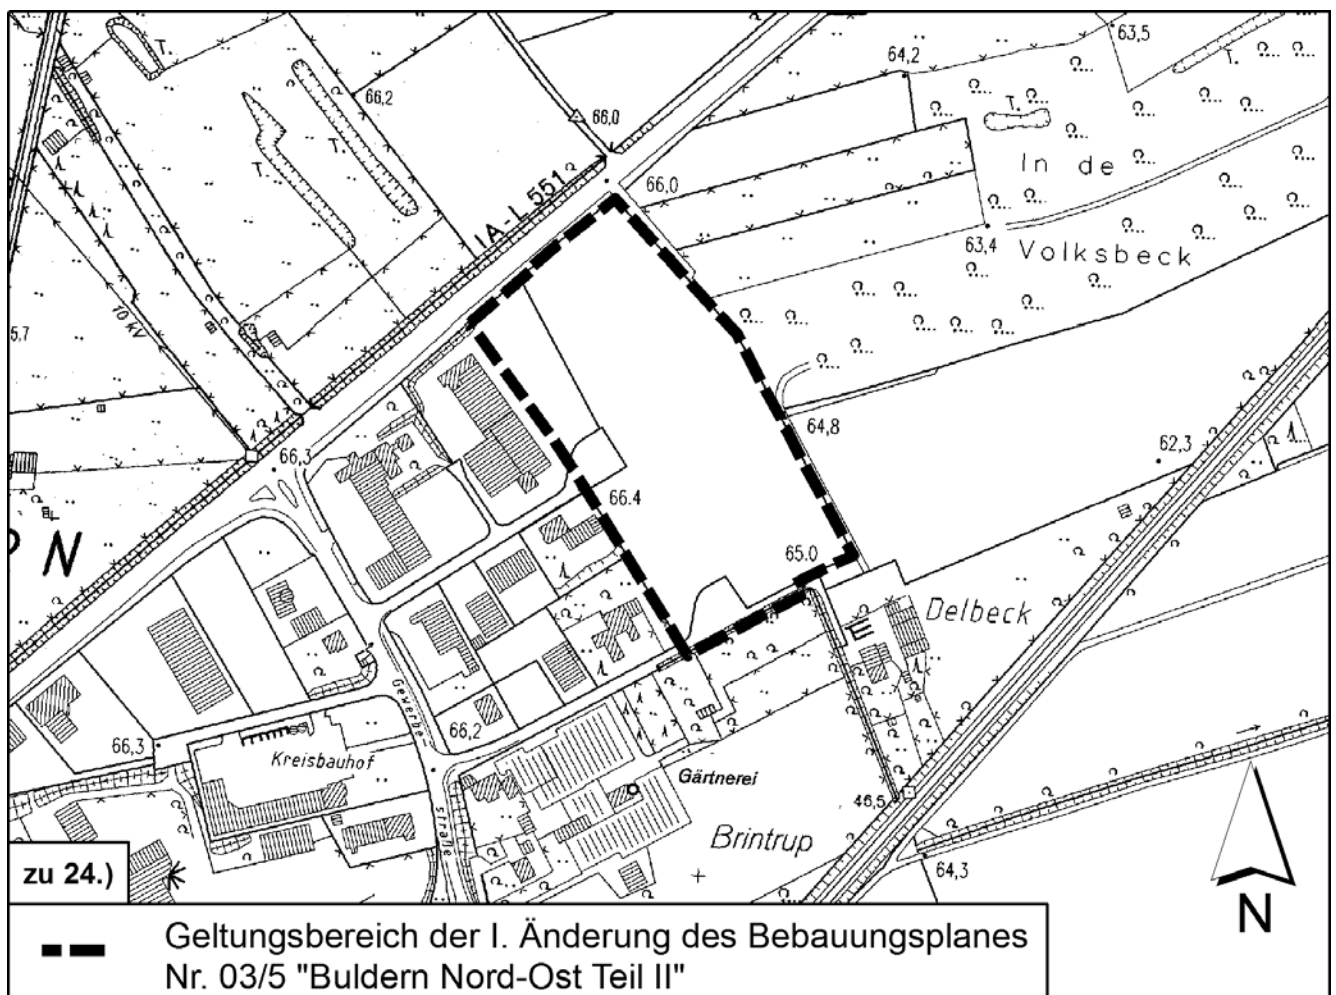 63,5
64,2
T.
T.
66,2
66,0
T.
T.
T.
IA-L 551
66,0
In de
63,4
Volksbeck
10 kV
5,7
64,8
66,3
62,3
66.4
N
65.0
Delbeck
Gewerbe
66,2
66,3
Kreisbauhof
Gärtnerei
straße
46,5
Brintrup
64,3
zu 24.)
N
Geltungsbereich der I. Änderung des Bebauungsplanes
Nr. 03/5 "Buldern Nord-Ost Teil II"